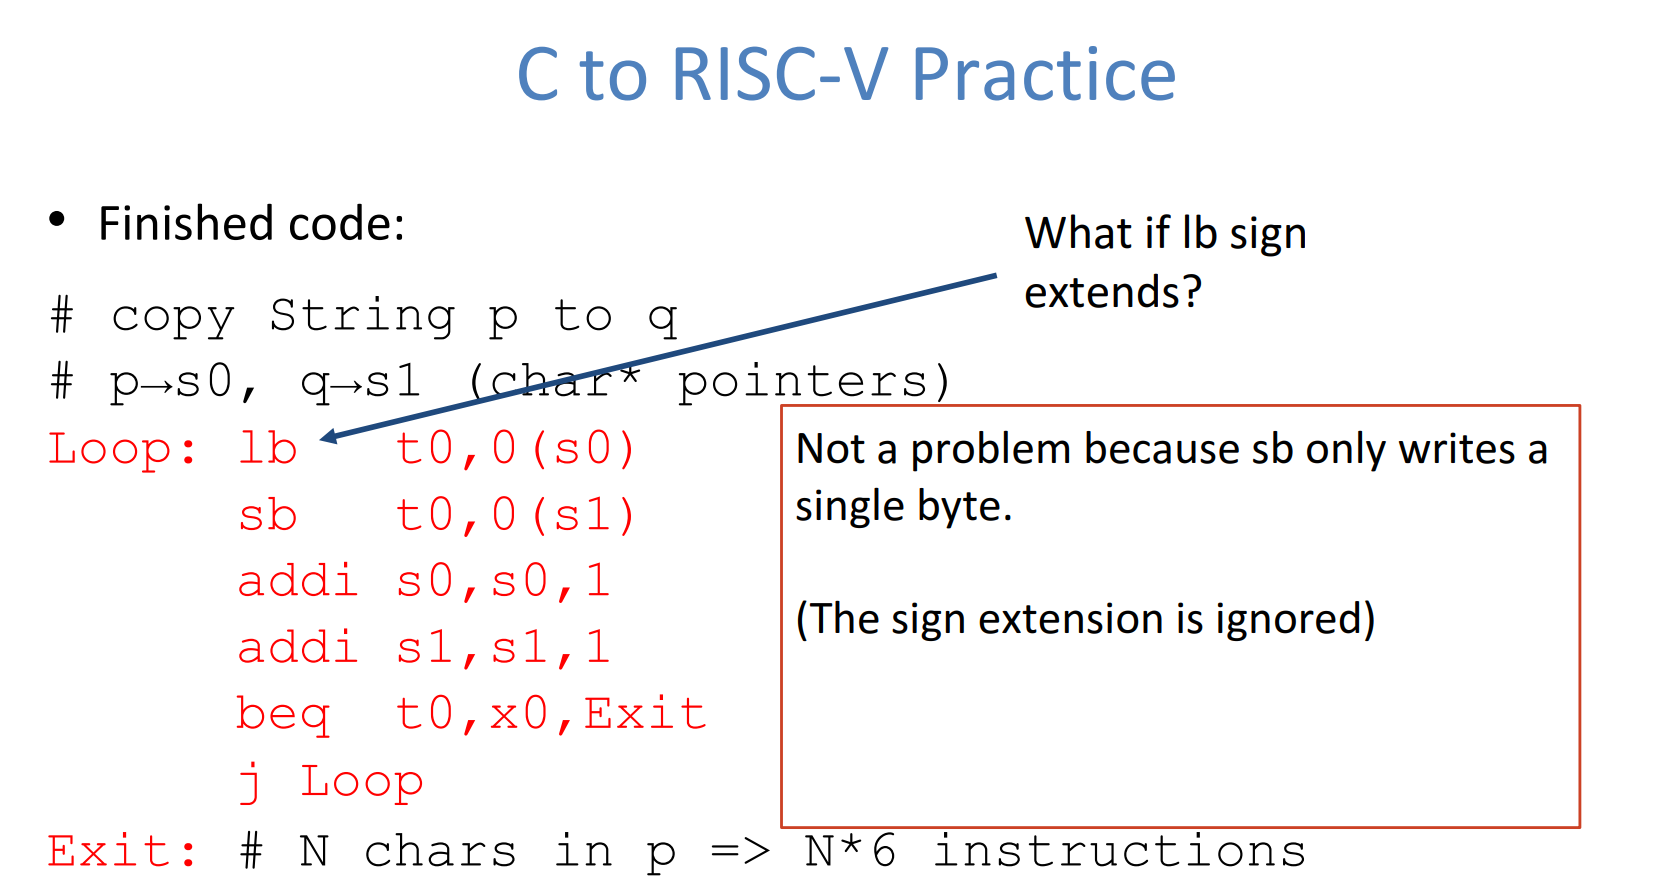 C to RISC-V Practice
• Finished code:
What if lb sign
extends?
# copy String p to q
# p→s0, q→s1 (char* pointers)
Loop: lb t0,0(s0)
sb t0,0(s1)
addi s0,s0,1
addi s1,s1,1
beq t0,x0,Exit
j Loop
Exit: # N chars in p => N*6 instructions
Not a problem because sb only writes a
single byte.
(The sign extension is ignored)